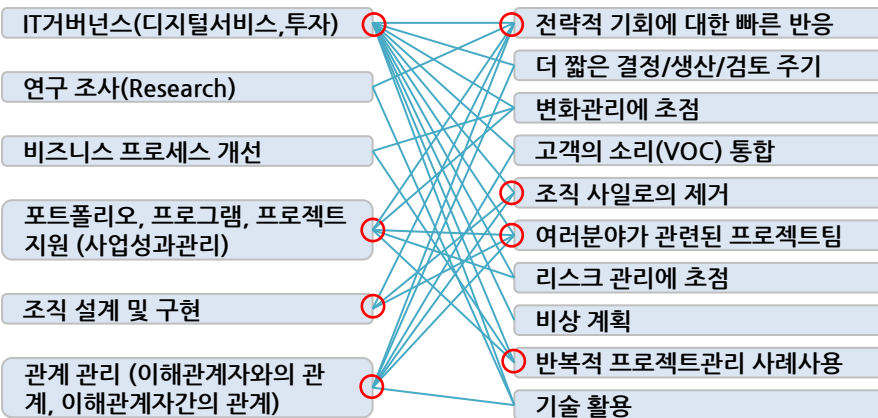 IT거버넌스(디지털서비스,투자)
연구 조사(Research)
비즈니스 프로세스 개선
포트폴리오, 프로그램, 프로젝트
지원 (사업성과관리)
조직 설계 및 구현
관계 관리 (이해관계자와의 관
계, 이해관계자간의 관계)
전략적 기회에 대한 빠른 반응
더 짧은 결정/생산/검토 주기
변화관리에 초점
고객의 소리(VOC) 통합
조직 사일로의 제거
여러분야가 관련된 프로젝트팀
리스크 관리에 초점
비상 계획
반복적 프로젝트관리 사례사용
기술 활용